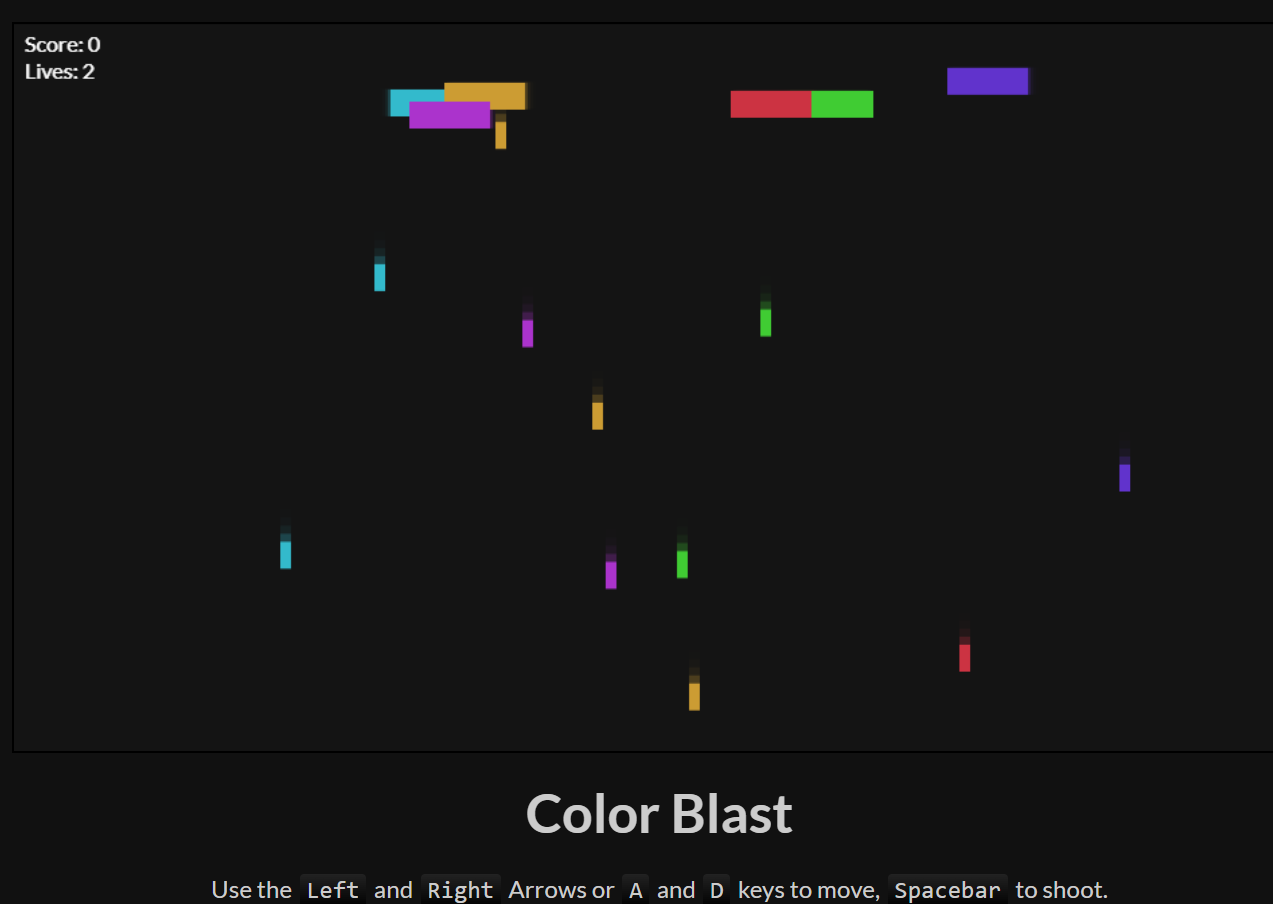 Score: 0
Lives: 2
Color Blast
Use the Left and Right Arrows or A and D keys to move, Spacebar to shoot.